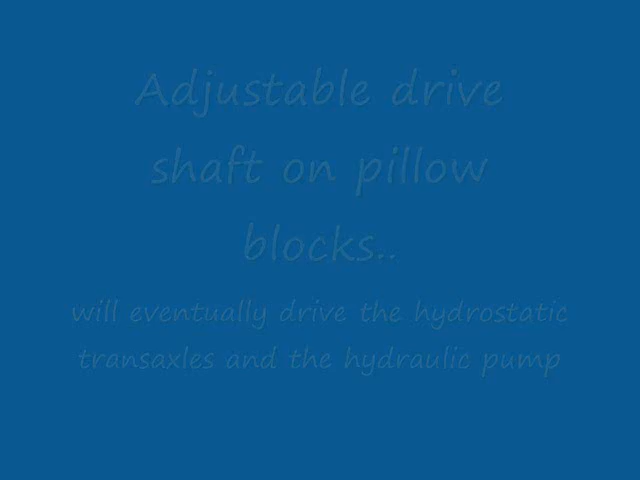 Adjustable drive
shaft on pillow
blocks..
will eventually drive the hydrostatic
transaxles and the hydraulic pump